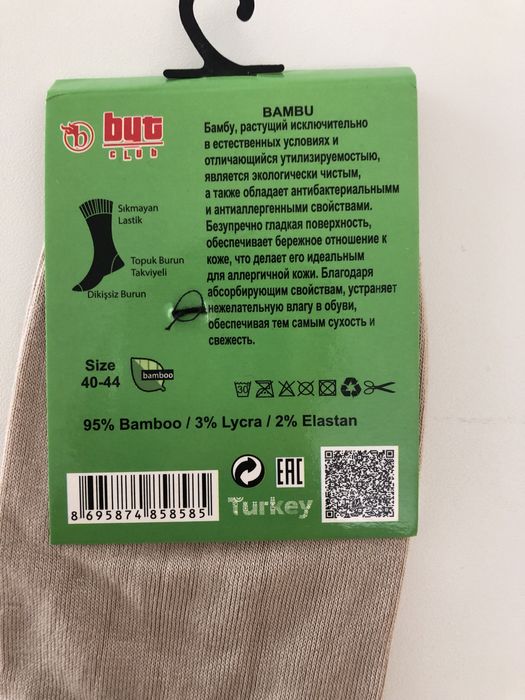 but
CLUB
BAMBU
Бамбу, растущий исключительно
в естественных условиях и
отличающийся утилизируемостыю,
является экологически чистым,
а также обладает антибактериальнымм
и антиаллергенными свойствами.
Безупречно гладкая поверхность,
обеспечивает бережное отношение к
коже, что делает его идеальным
для аллергичной кожи. Благодаря
абсорбирующим свойствам, устраняет
нежелательную влагу в обуви,
обеспечивая тем самым сухость и
свежесть.
Sıkmayan
Lastik
Topuk Burun
Takviyeli
Dikişsiz Burun
Size
40-44
bamboo
30
95% Bamboo / 3% Lycra / 2% Elastan
8 695874 858585
EAC
Turkey